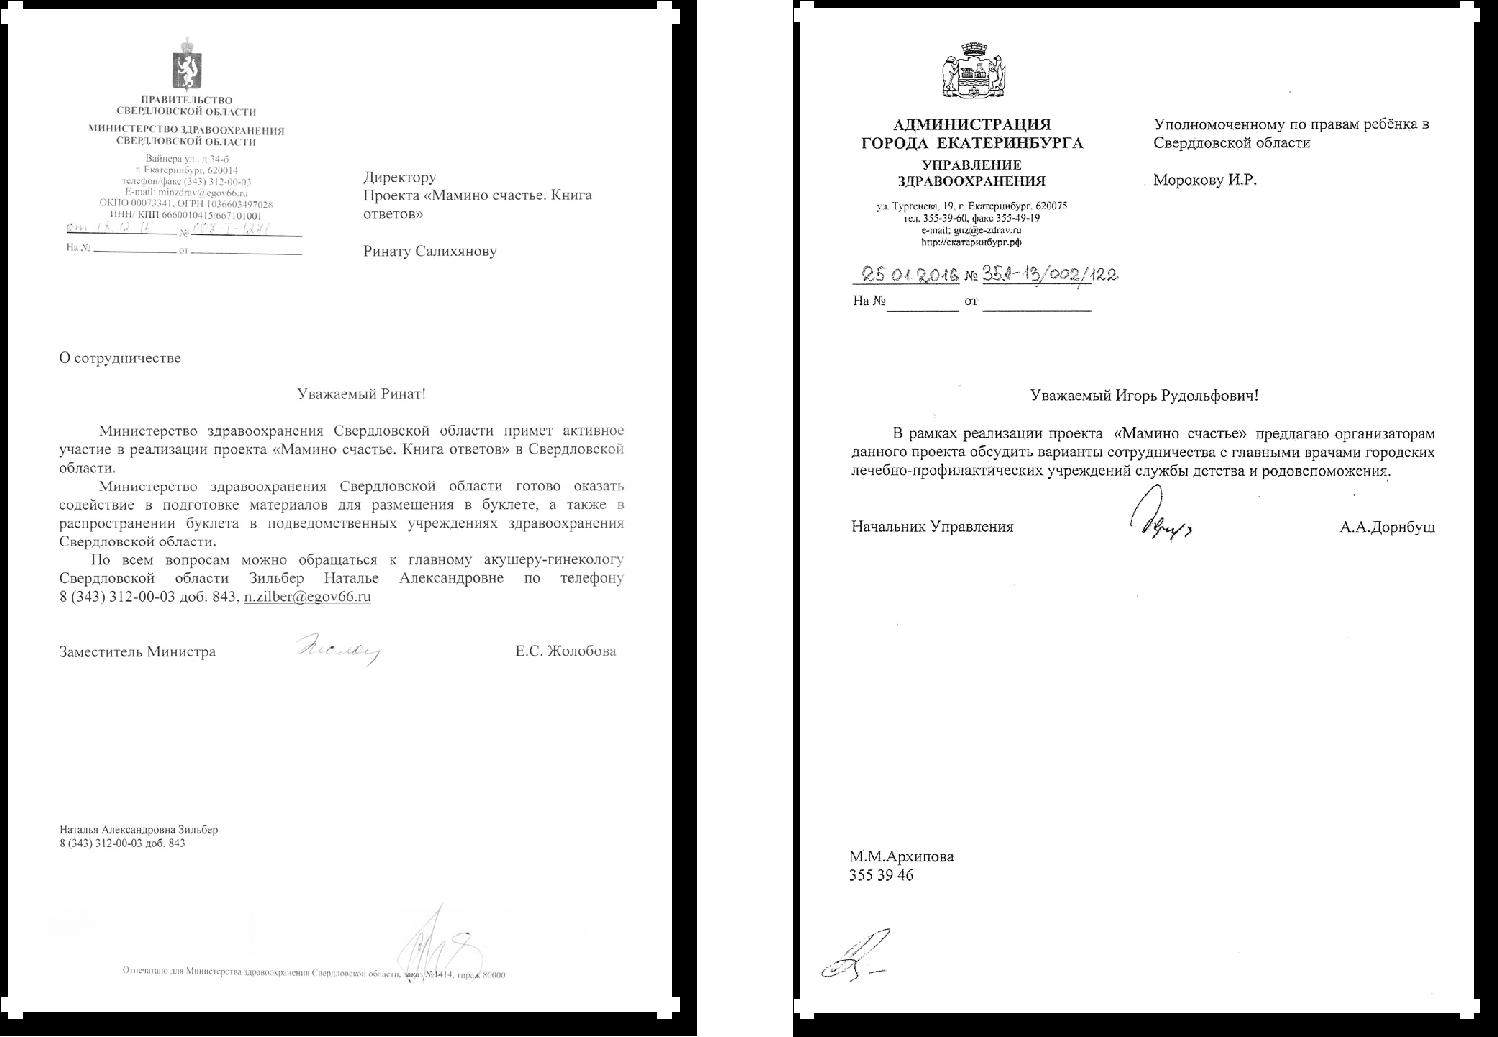 ПРАВИТЕЛЬСТВО
СВЕРДЛОВСКОЙ ОБЛАСТИ
МИНИСТЕРСТВО ЗДРАВООХРАНЕНИЯ
СВЕРДЛОВСКОЙ ОБЛАСТИ
Вайнера ул., д 34-б
г. Екатеринбург, 620014
телефон/факс (343) 312-00-03
E-mail: minzdrav@egov66.ru
ОКПО 00073341, ОГРН 1036603497028
ИНН/ КПП 6660010415/667101001
от №
На № от
Директору
Проекта «Мамино счастье. Книга
ответов»
Ринату Салихянову
О сотрудничестве
Уважаемый Ринат!
Министерство здравоохранения Свердловской области примет активное
участие в реализации проекта «Мамино счастье. Книга ответов» в Свердловской
области.
Министерство здравоохранения Свердловской области готово оказать
содействие в подготовке материалов для размещения в буклете, а также в
распространении буклета в подведомственных учреждениях здравоохранения
Свердловской области.
По всем вопросам можно обращаться к главному акушеру-гинекологу
Свердловской области Зильбер Наталье Александровне по телефону
8 (343) 312-00-03 доб. 843, n.zilber@egov66.ru
Заместитель Министра Е.С. Жолобова
Наталья Александровна Зильбер
8 (343) 312-00-03 доб. 843
Отпечатано для Министерства здравоохранения Свердловской области, заказ №1414, тираж 80000
АДМИНИСТРАЦИЯ
ГОРОДА ЕКАТЕРИНБУРГА
УПРАВЛЕНИЕ
ЗДРАВООХРАНЕНИЯ
ул. Тургенева, 19, г. Екатеринбург, 620075
тел. 355-39-60, факс 355-49-19
e-mail: guz@e-zdrav.ru
http://екатеринбург.рф
25 01 2016 № 351-13/002/122
На № от
Уполномоченному по правам ребёнка в
Свердловской области
Морокову И.Р.
Уважаемый Игорь Рудольфович!
В рамках реализации проекта «Мамино счастье» предлагаю организаторам
данного проекта обсудить варианты сотрудничества с главными врачами городских
лечебно-профилактических учреждений службы детства и родовспоможения.
Начальник Управления А.А.Дорнбуш
М.М.Архипова
355 39 46